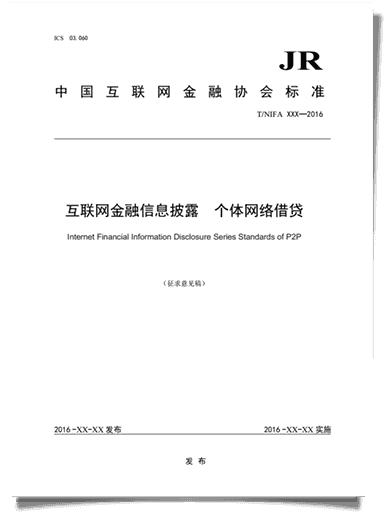 ICS 03.060
JR
中国互联网金融协会标准
T/NIFA XXX—2016
互联网金融信息披露 个体网络借贷
Internet Financial Information Disclosure Series Standards of P2P
（征求意见稿）
2016-XX-XX 发布
2016-XX-XX 实施
发 布